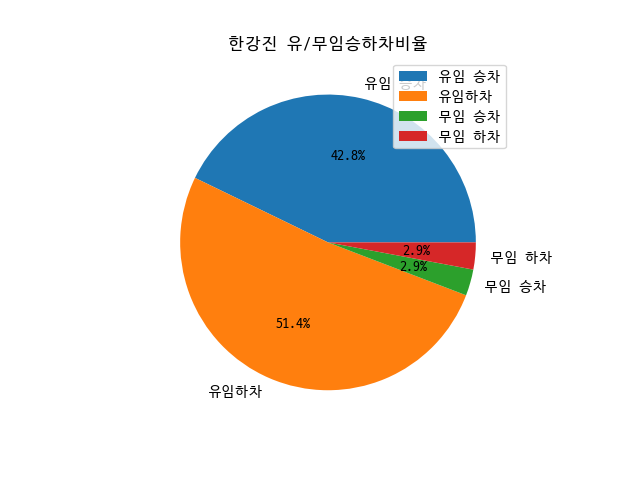 한강진 유/무임승하차비율
유임 승차
유임 승차
유임하차
무임 승차
무임 하차
42.8%
2.9%
무임 하차
2.9%
무임 승차
51.4%
유임하차